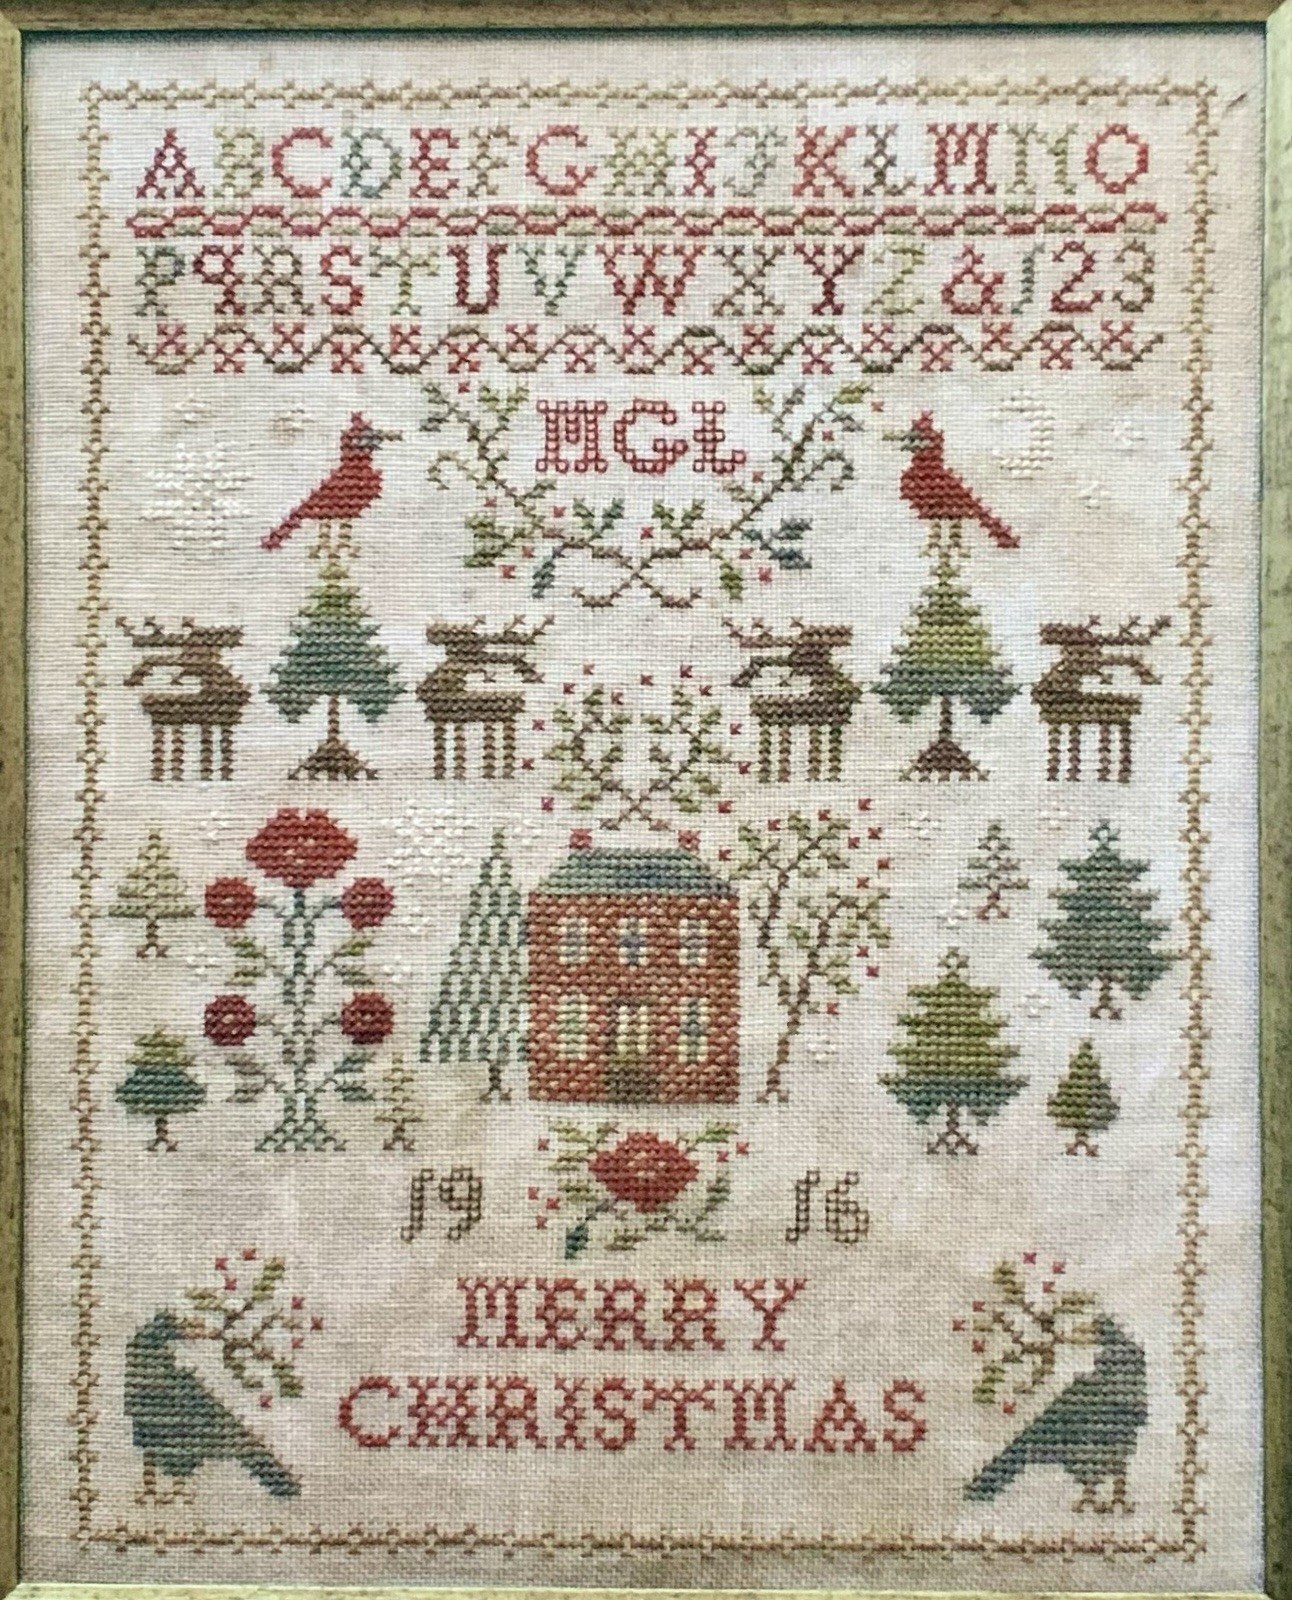 ABCDEFGHIJKLMNO
PQRSTUVWXYZ&123
MGL
19 16
MERRY
CHRISTMAS